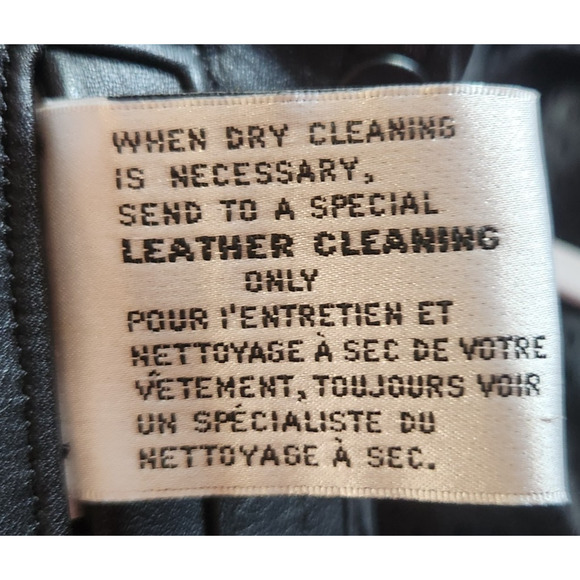 WHEN DRY CLEANING
IS NECESSARY,
SEND TO A SPECIAL
LEATHER CLEANING
ONLY
POUR l'ENTRETIEN ET
NETTOYAGE À SEC DE VOTRE
VÊTEMENT, TOUJOURS VOIR
UN SPÉCIALISTE DU
NETTOYAGE À SEC.